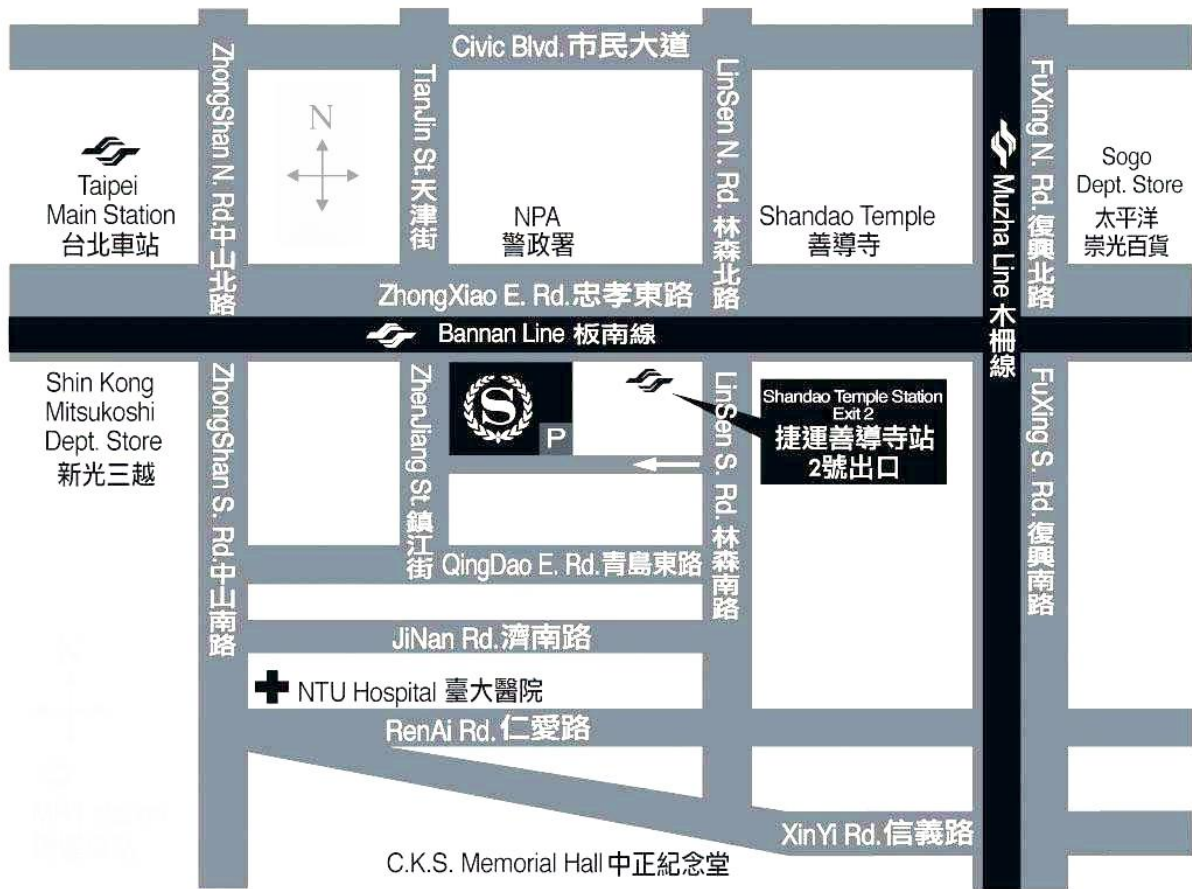 Civic Blvd. 市民大道
ZhongShan N. Rd. 中山北路
TianJin St. 天津街
LinSen N. Rd. 林森北路
Muzha Line 木柵線
FuXing N. Rd. 復興北路
N
Taipei
Main Station
台北車站
NPA
警政署
Shandao Temple
善導寺
Sogo
Dept. Store
太平洋
崇光百貨
ZhongXiao E. Rd. 忠孝東路
Bannan Line 板南線
Shin Kong
Mitsukoshi
Dept. Store
新光三越
ZhongShan S. Rd. 中山南路
ZhenJiang St. 鎮江街
S
P
LinSen S. Rd. 林森南路
Shandao Temple Station
Exit 2
捷運善導寺站
2號出口
FuXing S. Rd. 復興南路
QingDao E. Rd. 青島東路
JiNan Rd. 濟南路
NTU Hospital 臺大醫院
RenAi Rd. 仁愛路
XinYi Rd. 信義路
C.K.S. Memorial Hall 中正紀念堂